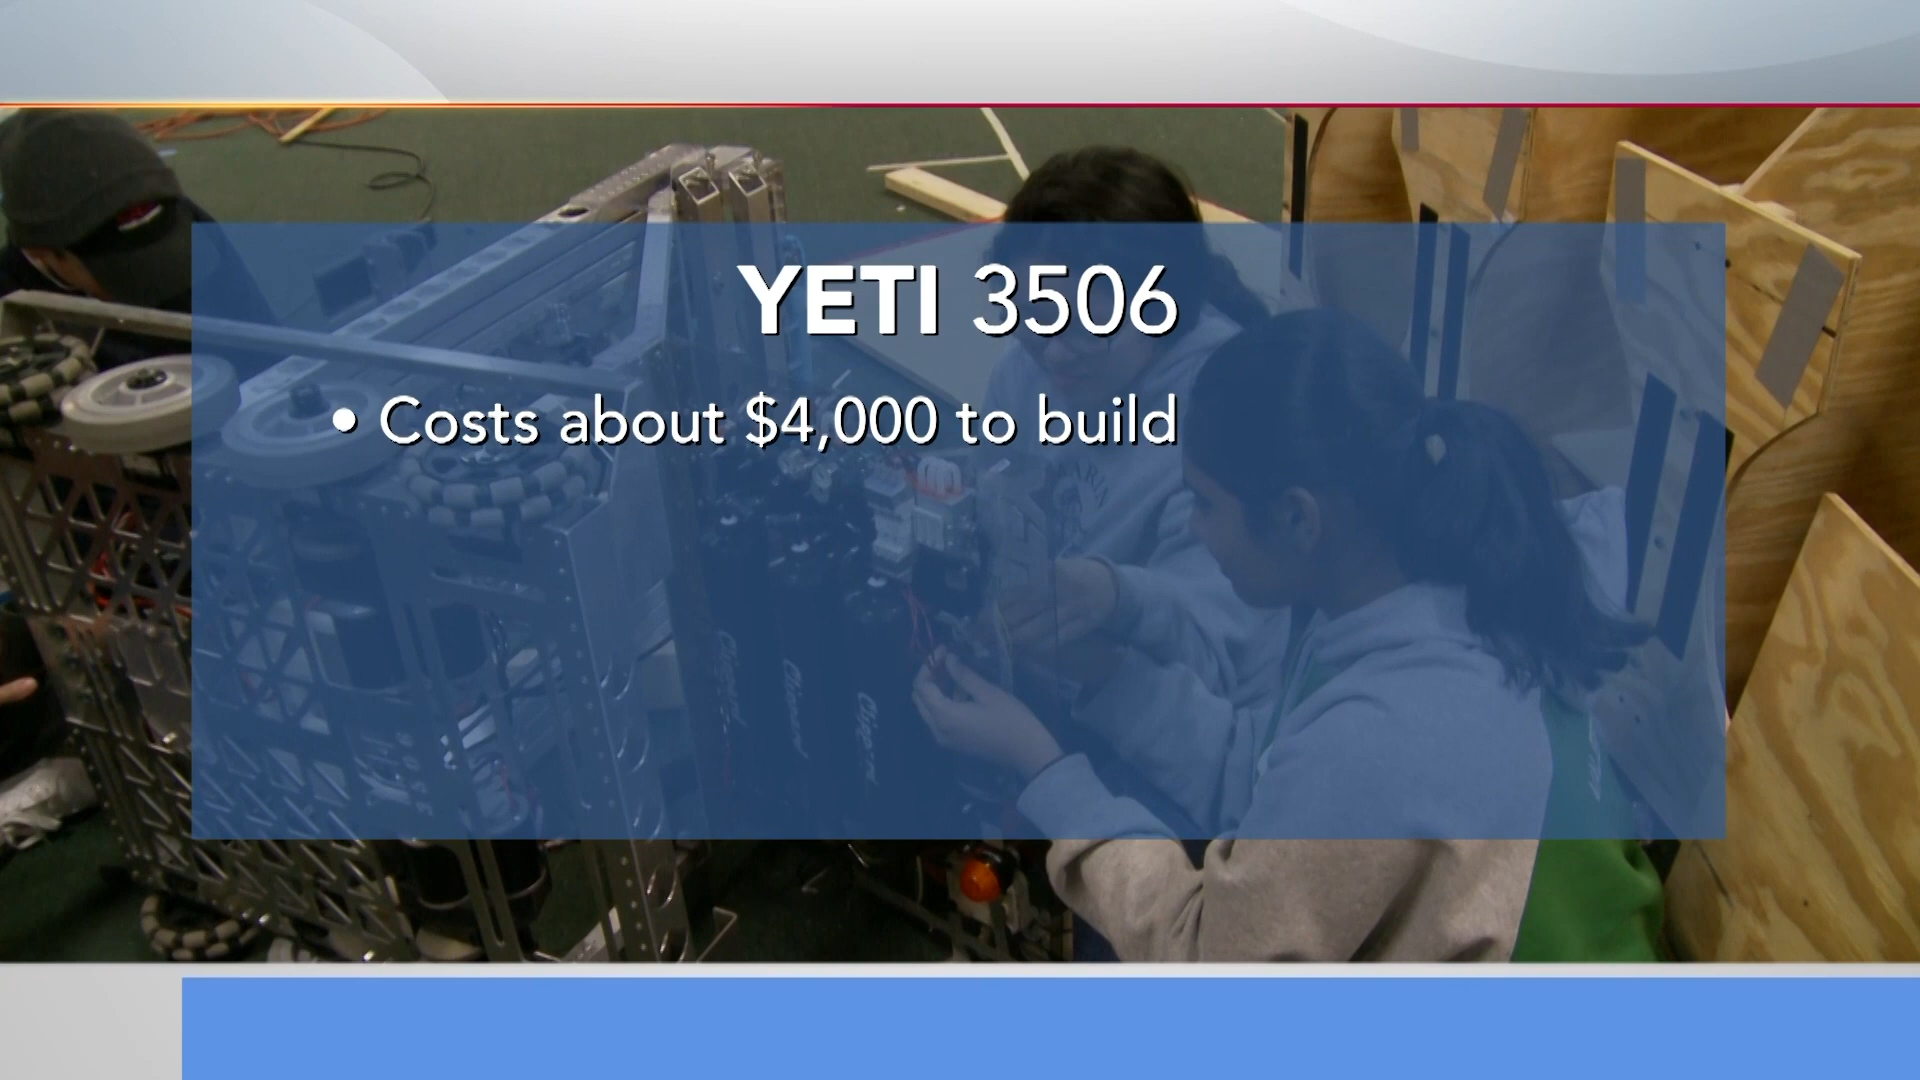 YETI 3506
• Costs about $4,000 to build